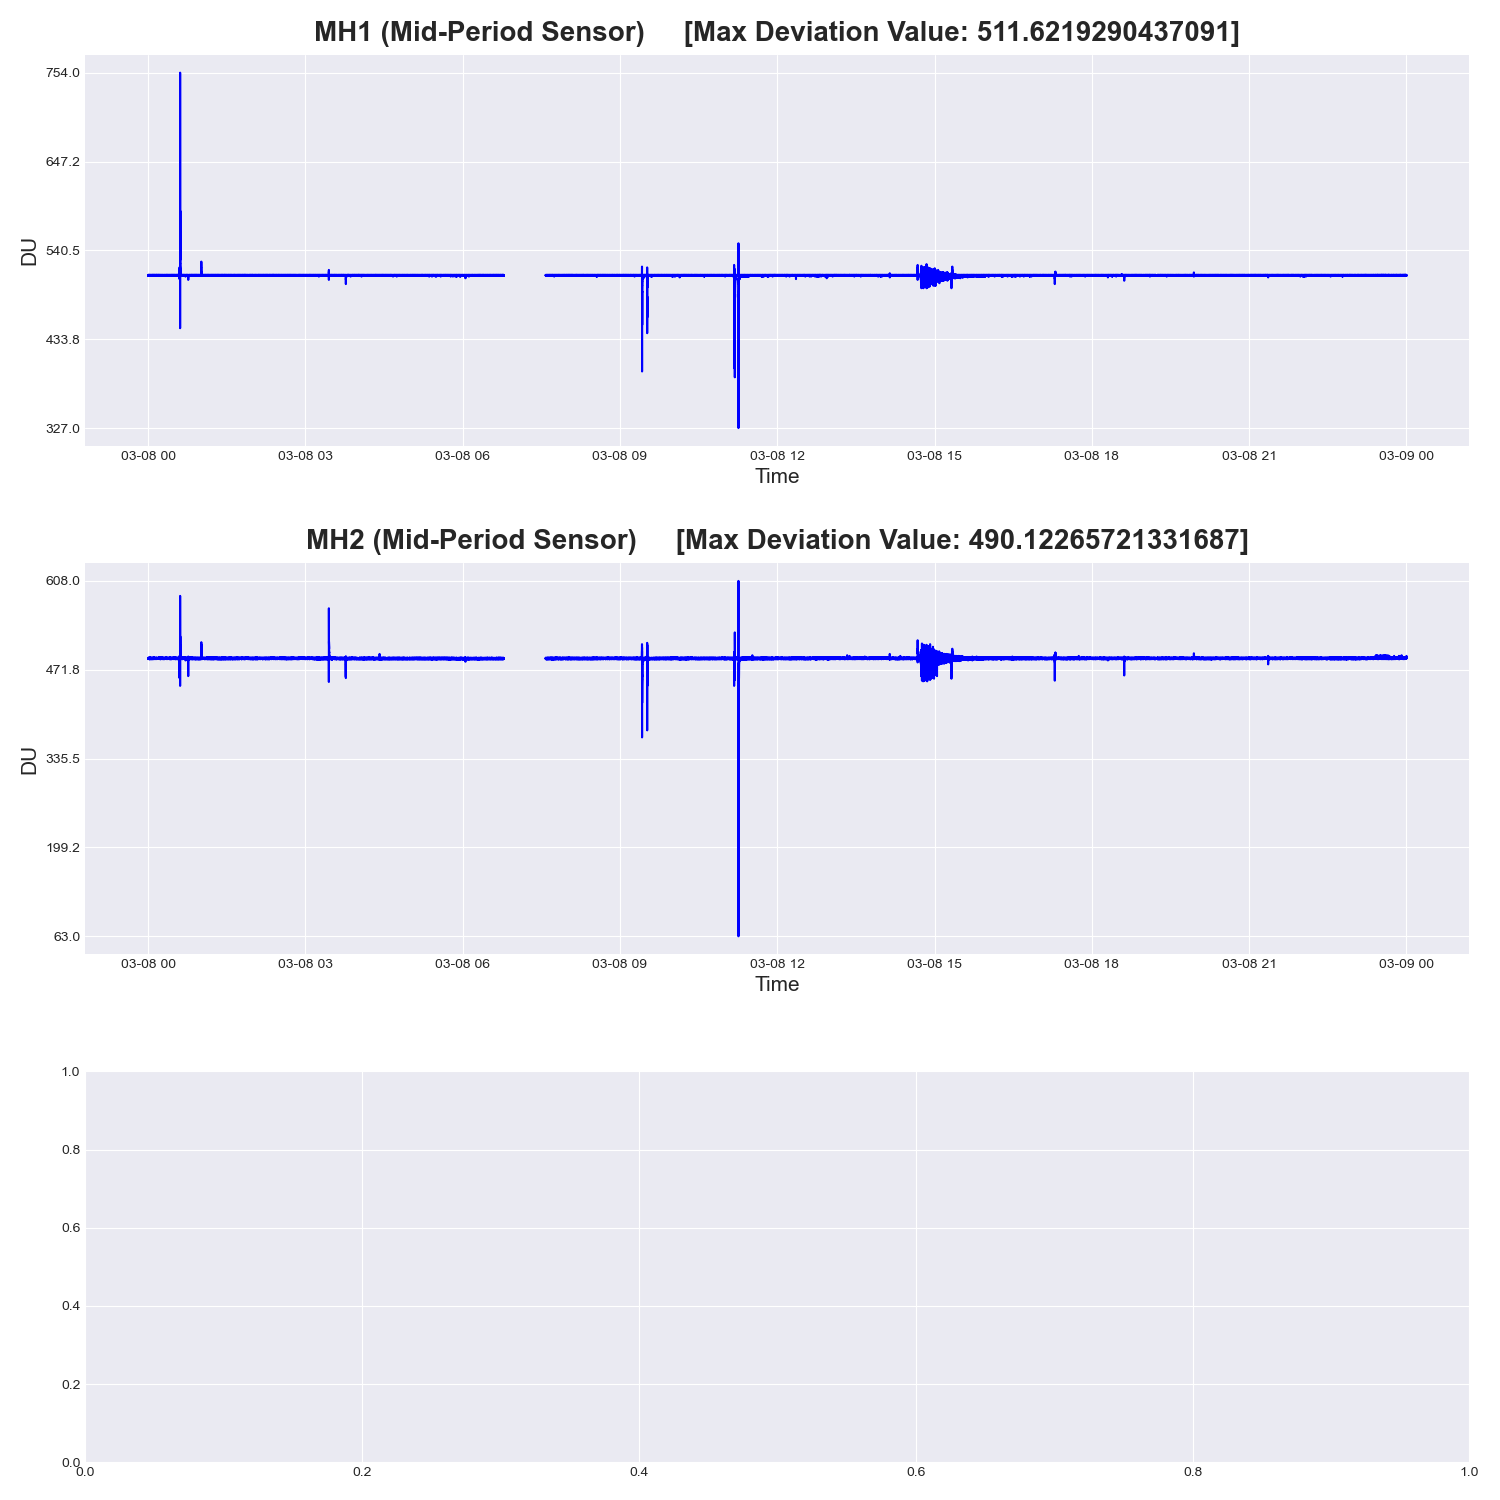 MH1 (Mid-Period Sensor) [Max Deviation Value: 511.6219290437091]
754.0
647.2
540.5
433.8
327.0
DU
03-08 00 03-08 03 03-08 06 03-08 09 03-08 12 03-08 15 03-08 18 03-08 21 03-09 00
Time
MH2 (Mid-Period Sensor) [Max Deviation Value: 490.12265721331687]
608.0
471.8
335.5
199.2
63.0
DU
03-08 00 03-08 03 03-08 06 03-08 09 03-08 12 03-08 15 03-08 18 03-08 21 03-09 00
Time
1.0
0.8
0.6
0.4
0.2
0.0
0.0 0.2 0.4 0.6 0.8 1.0